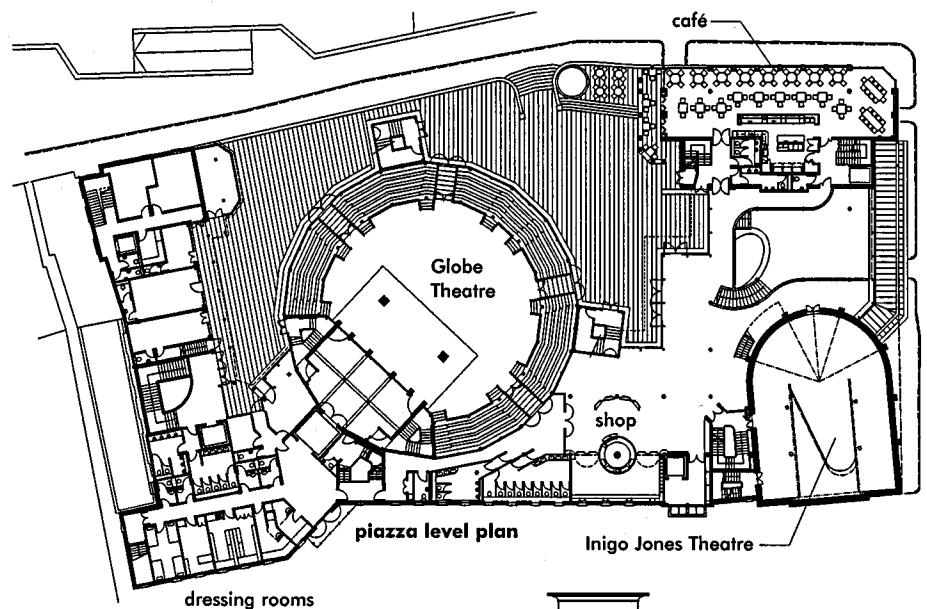 café
Globe
Theatre
shop
piazza level plan
Inigo Jones Theatre
dressing rooms